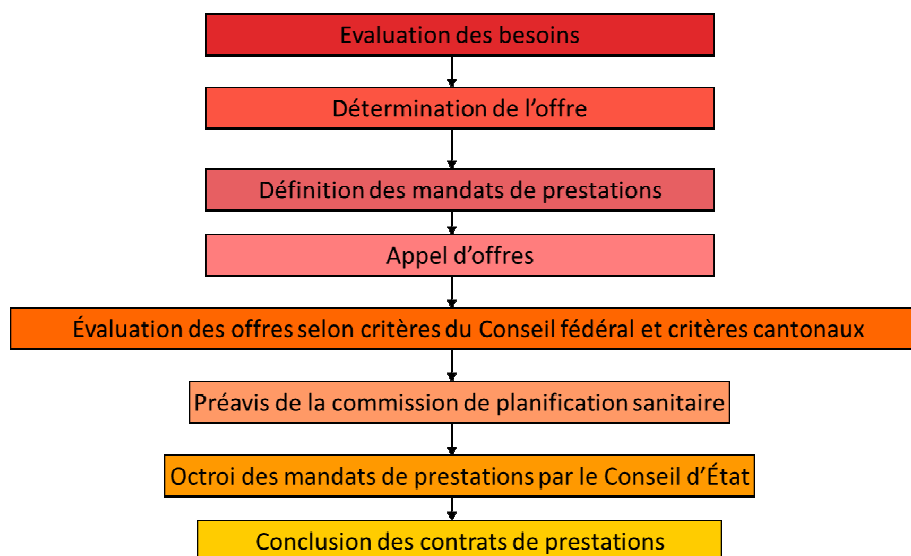 Evaluation des besoins
Détermination de l'offre
Définition des mandats de prestations
Appel d'offres
Évaluation des offres selon critères du Conseil fédéral et critères cantonaux
Préavis de la commission de planification sanitaire
Octroi des mandats de prestations par le Conseil d'État
Conclusion des contrats de prestations